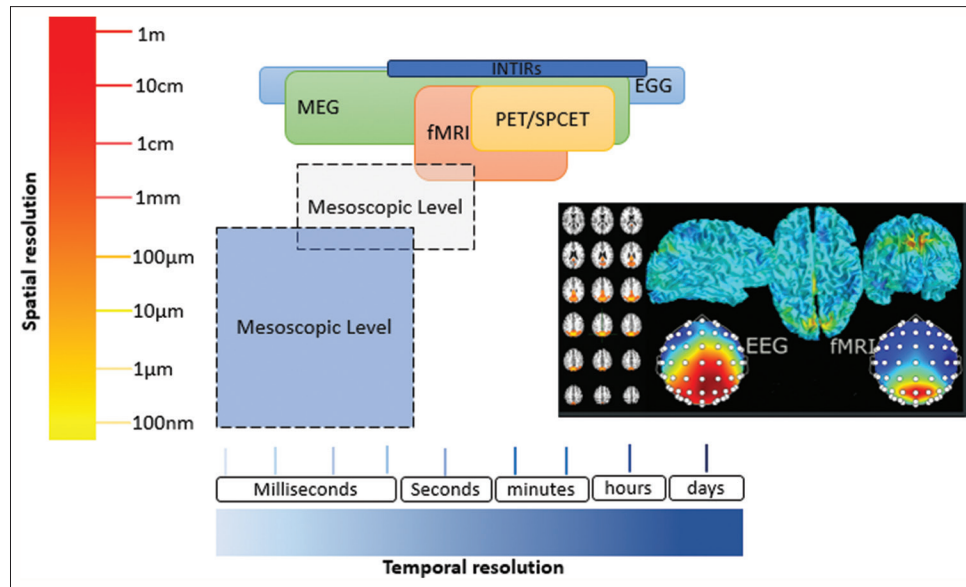 1m
10cm
1cm
1mm
100µm
10µm
1µm
100nm
Spatial resolution
INTIRs
EGG
MEG
fMRI
PET/SPCET
Mesoscopic Level
Mesoscopic Level
EEG
fMRI
Milliseconds
Seconds
minutes
hours
days
Temporal resolution